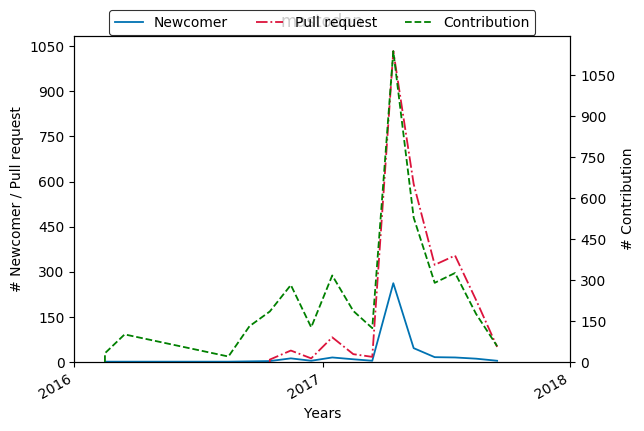 mastodon
Newcomer Pull request Contribution
1050
900
750
600
450
300
150
0
# Newcomer / Pull request
1050
900
750
600
450
300
150
0
# Contribution
2016 2017 2018
Years